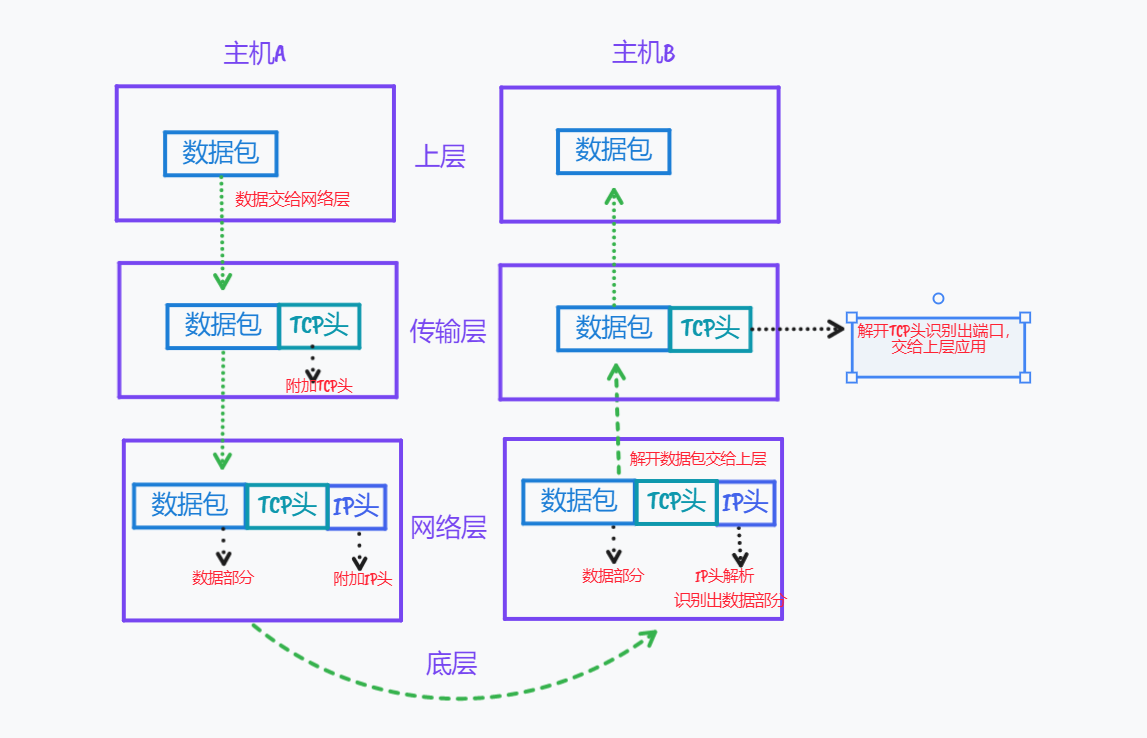 主机A
主机B
数据包
数据交给网络层
上层
数据包
数据包
TCP头
附加TCP头
传输层
数据包
TCP头
解开TCP头识别出端口，
交给上层应用
数据包
TCP头
IP头
数据部分
附加IP头
网络层
解开数据包交给上层
数据包
TCP头
IP头
数据部分
IP头解析
识别出数据部分
底层